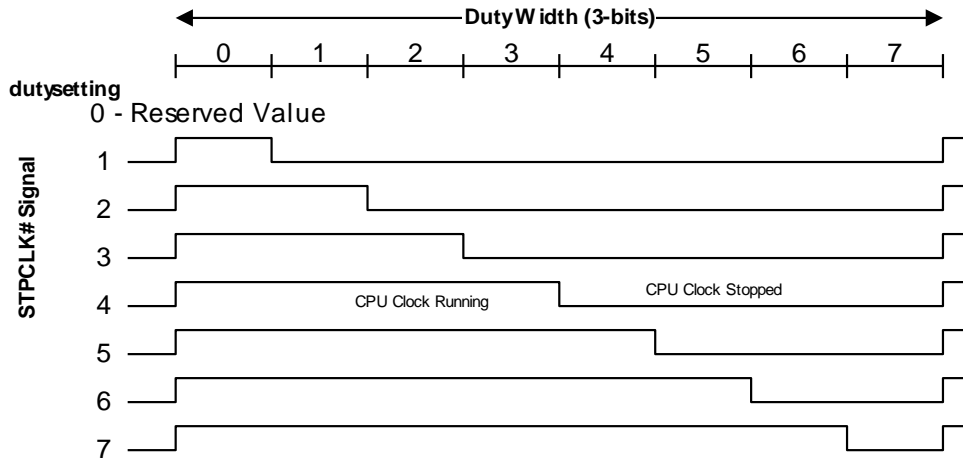 Duty Width (3-bits)
0 1 2 3 4 5 6 7
dutysetting
0 - Reserved Value
STPCLK# Signal
1
2
3
4 CPU Clock Running CPU Clock Stopped
5
6
7